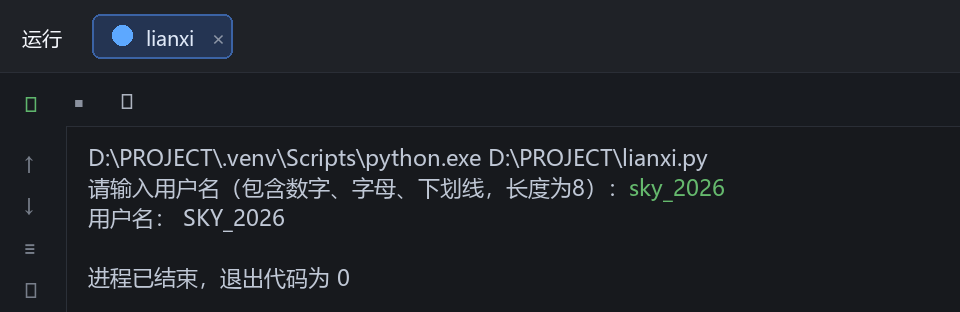 运行 lianxi ×
D:\PROJECT\.venv\Scripts\python.exe D:\PROJECT\lianxi.py
请输入用户名（包含数字、字母、下划线，长度为8）：sky_2026
用户名： SKY_2026
进程已结束，退出代码为 0